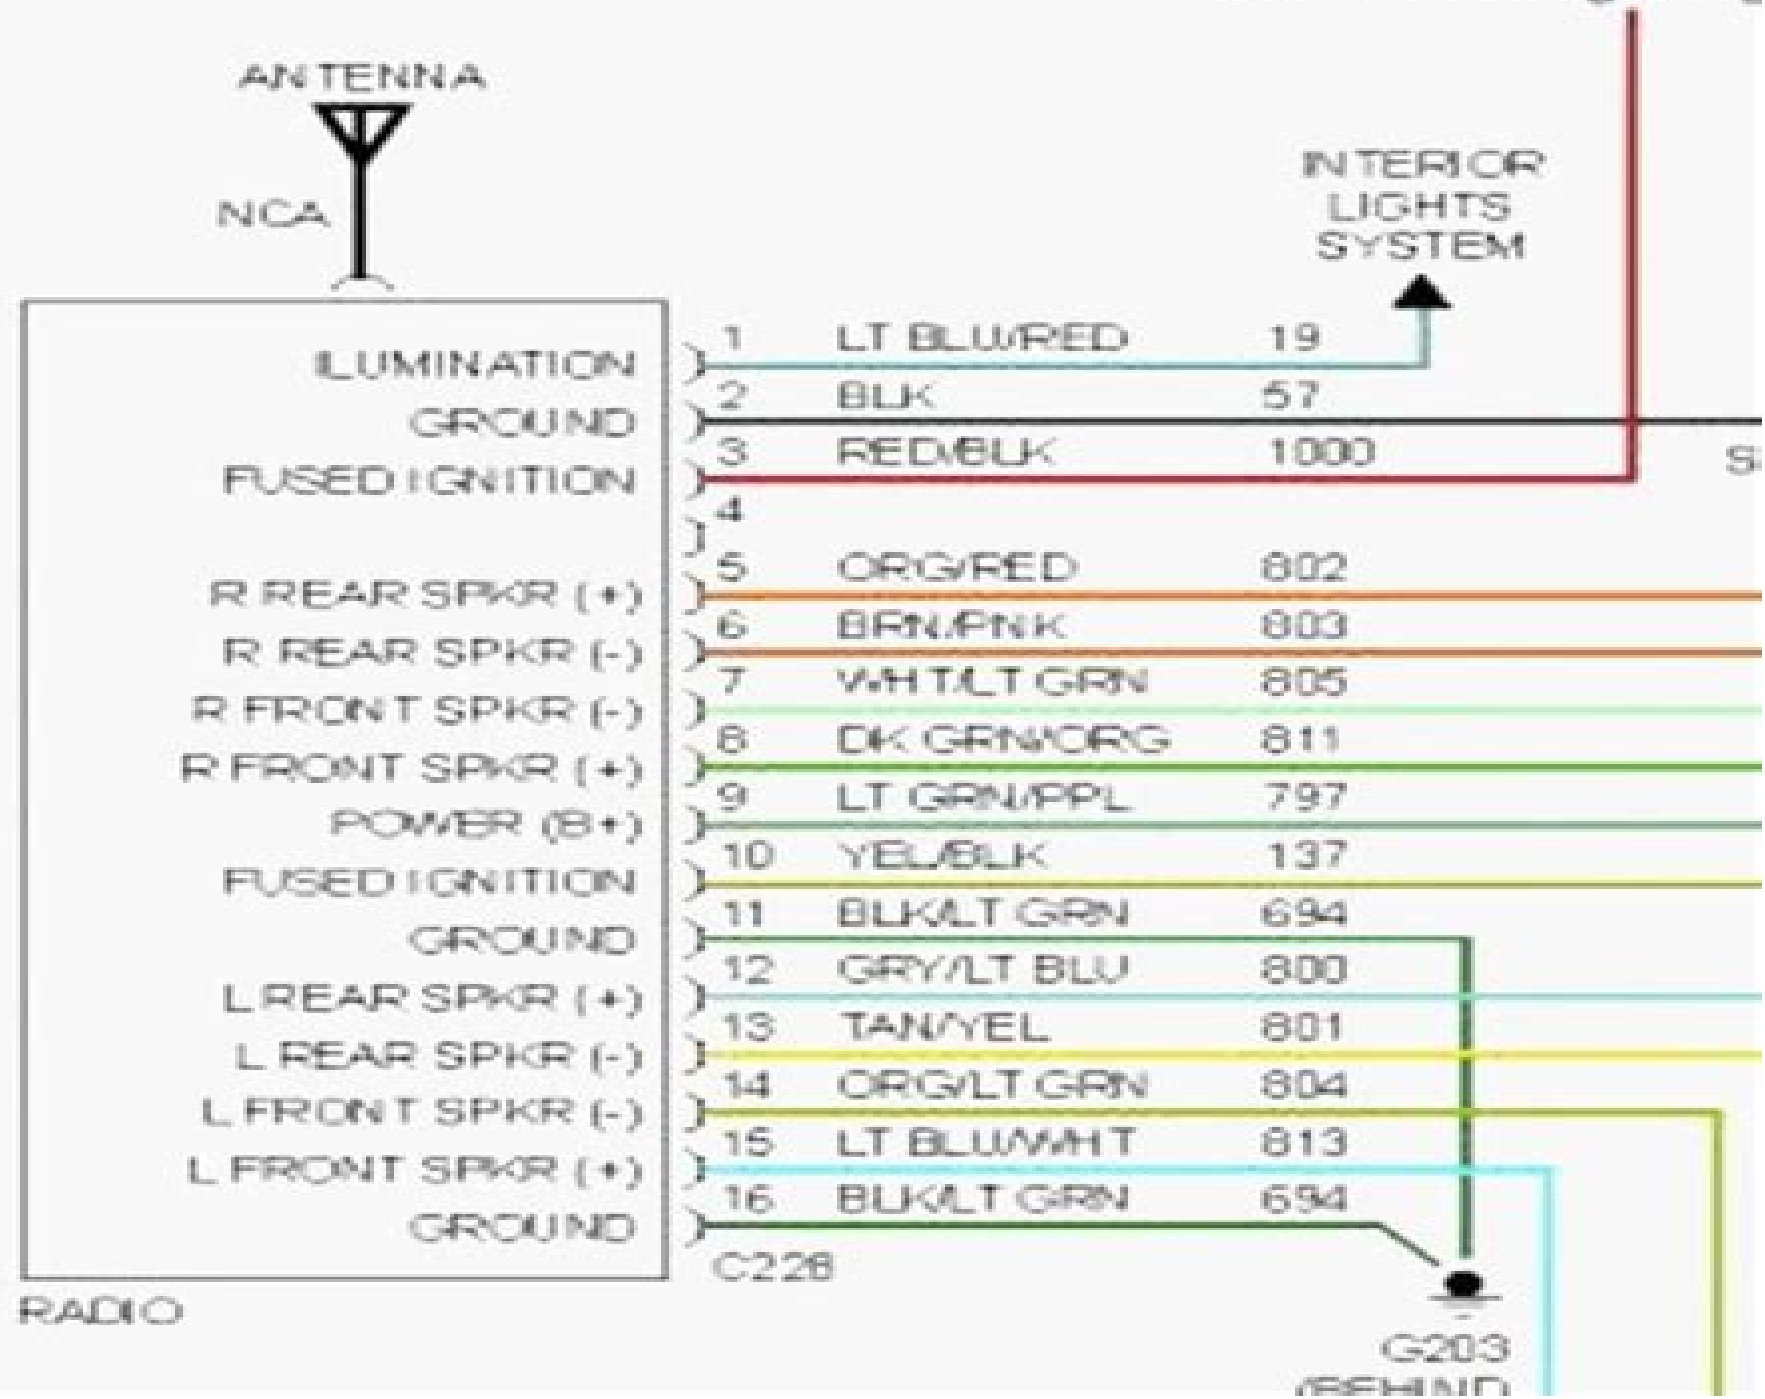 ANTENNA
NCA
INTERIOR
LIGHTS
SYSTEM
ILLUMINATION 1 LT BLU/RED 19
GROUND 2 BLK 57
FUSED IGNITION 3 RED/BLK 1000
4
R REAR SPKR (+) 5 ORG/RED 802
R REAR SPKR (-) 6 BRN/PNK 803
R FRONT SPKR (-) 7 WHT/LT GRN 805
R FRONT SPKR (+) 8 DK GRN/ORG 811
POWER (B+) 9 LT GRN/PPL 797
FUSED IGNITION 10 YEL/BLK 137
GROUND 11 BLK/LT GRN 694
L REAR SPKR (+) 12 GRY/LT BLU 800
L REAR SPKR (-) 13 TAN/YEL 801
L FRONT SPKR (-) 14 ORG/LT GRN 804
L FRONT SPKR (+) 15 LT BLU/WHT 813
GROUND 16 BLK/LT GRN 694
C228
RADIO
G203
(BEHIND